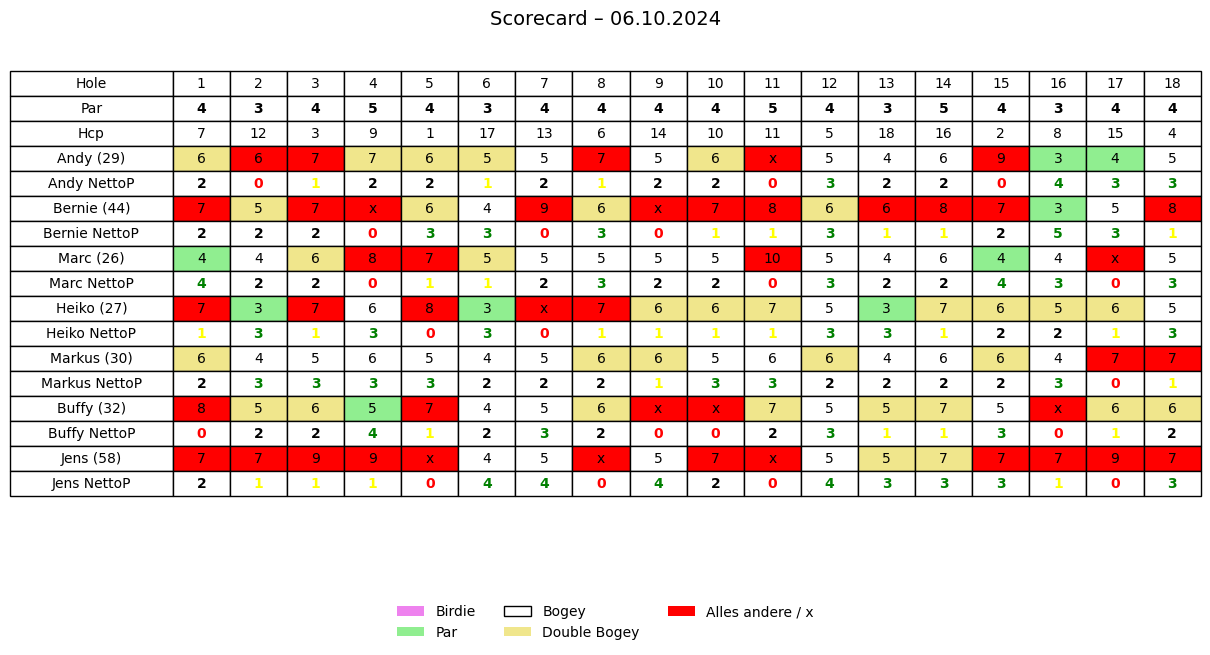 Scorecard – 06.10.2024
Hole 1 2 3 4 5 6 7 8 9 10 11 12 13 14 15 16 17 18
Par 4 3 4 5 4 3 4 4 4 4 5 4 3 5 4 3 4 4
Hcp 7 12 3 9 1 17 13 6 14 10 11 5 18 16 2 8 15 4
Andy (29) 6 6 7 7 6 5 5 7 5 6 x 5 4 6 9 3 4 5
Andy NettoP 2 0 1 2 2 1 2 1 2 2 0 3 2 2 0 4 3 3
Bernie (44) 7 5 7 x 6 4 9 6 x 7 8 6 6 8 7 3 5 8
Bernie NettoP 2 2 2 0 3 3 0 3 0 1 1 3 1 1 2 5 3 1
Marc (26) 4 4 6 8 7 5 5 5 5 5 10 5 4 6 4 4 x 5
Marc NettoP 4 2 2 0 1 1 2 3 2 2 0 3 2 2 4 3 0 3
Heiko (27) 7 3 7 6 8 3 x 7 6 6 7 5 3 7 6 5 6 5
Heiko NettoP 1 3 1 3 0 3 0 1 1 1 1 3 3 1 2 2 1 3
Markus (30) 6 4 5 6 5 4 5 6 6 5 6 6 4 6 6 4 7 7
Markus NettoP 2 3 3 3 3 2 2 2 1 3 3 2 2 2 2 3 0 1
Buffy (32) 8 5 6 5 7 4 5 6 x x 7 5 5 7 5 x 6 6
Buffy NettoP 0 2 2 4 1 2 3 2 0 0 2 3 1 1 3 0 1 2
Jens (58) 7 7 9 9 x 4 5 x 5 7 x 5 5 7 7 7 9 7
Jens NettoP 2 1 1 1 0 4 4 0 4 2 0 4 3 3 3 1 0 3
Birdie Bogey Alles andere / x
Par Double Bogey